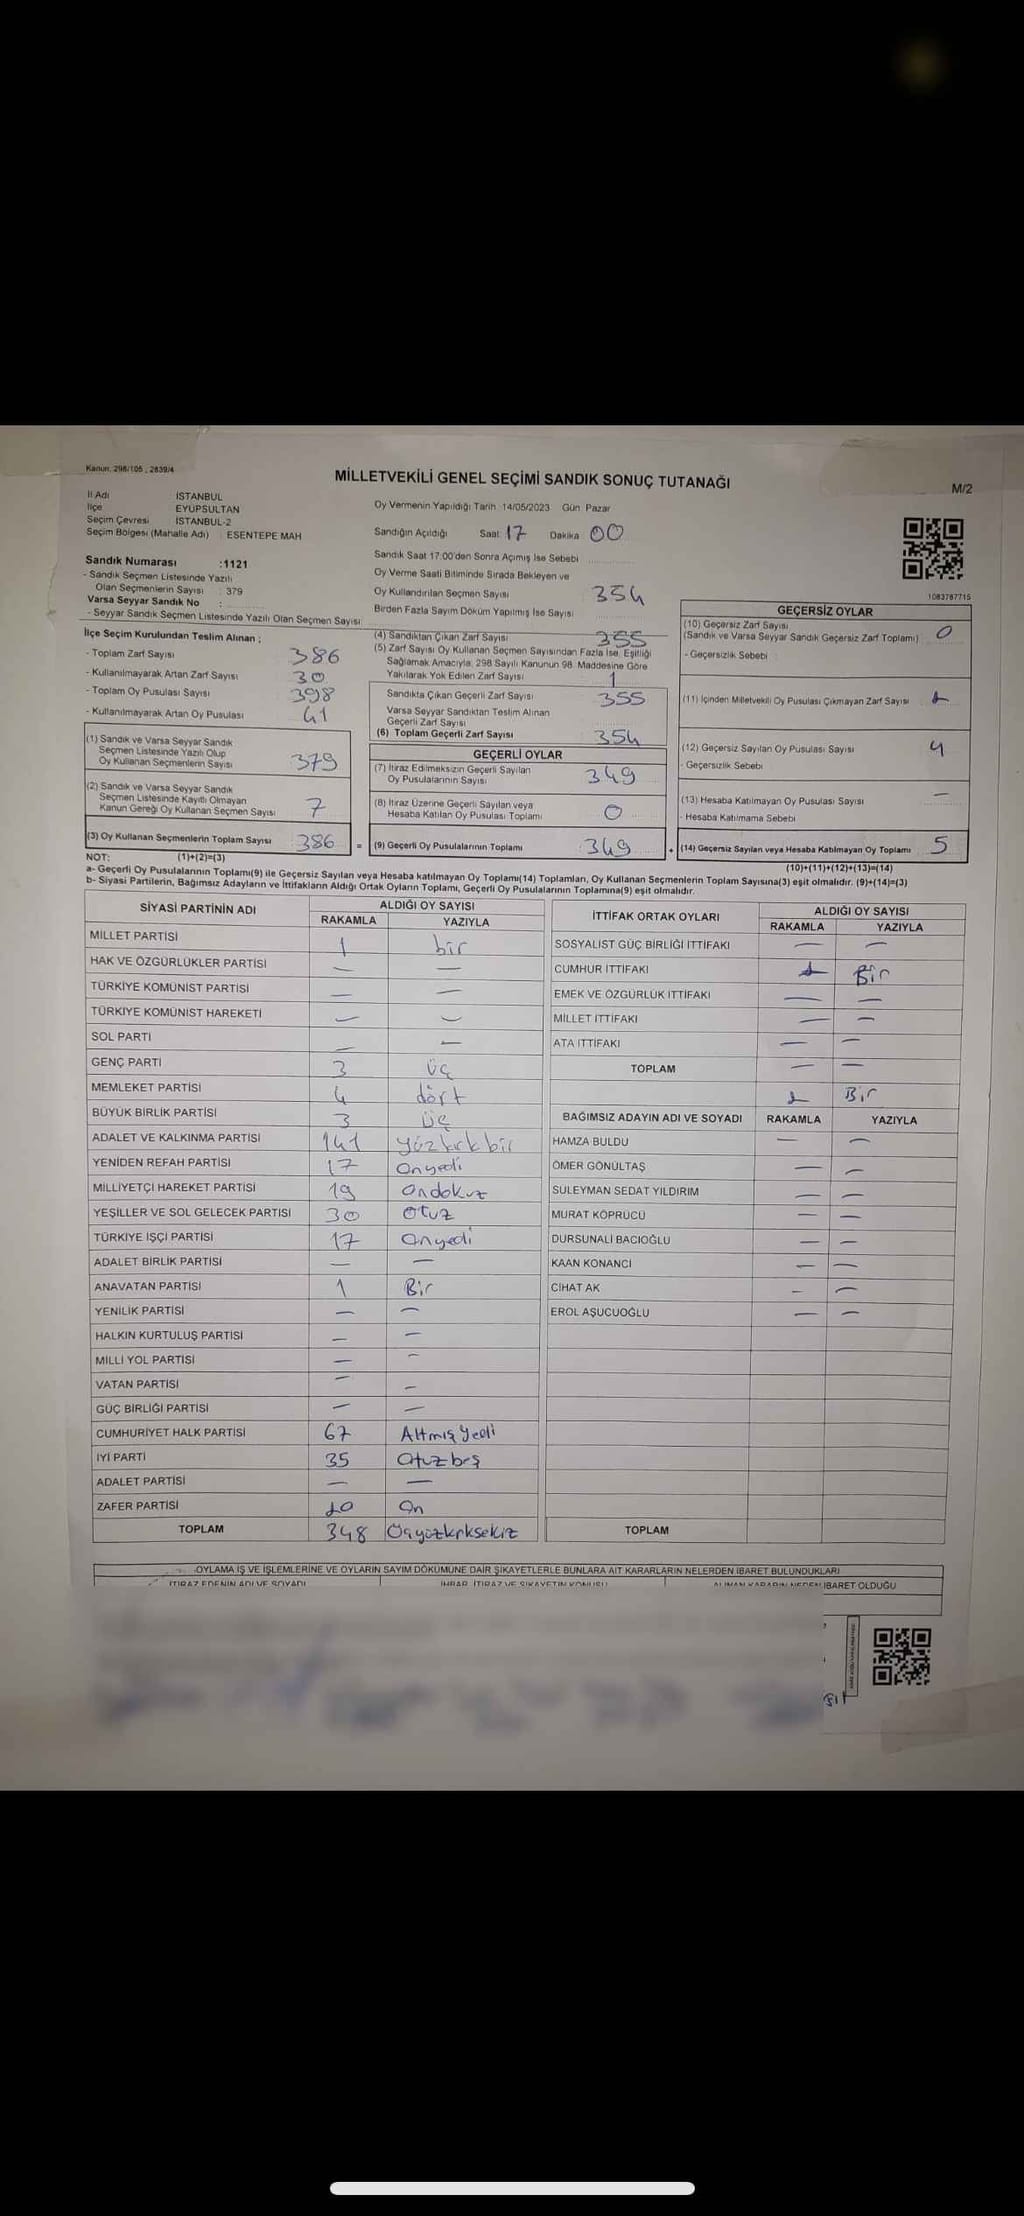 Kanun: 298/105 , 2839/4
MİLLETVEKİLİ GENEL SEÇİMİ SANDIK SONUÇ TUTANAĞI
M/2
İl Adı İSTANBUL
İlçe EYÜPSULTAN
Seçim Çevresi İSTANBUL-2
Seçim Bölgesi (Mahalle Adı) : ESENTEPE MAH
Oy Vermenin Yapıldığı Tarih : 14/05/2023 Gün: Pazar
Sandığın Açıldığı Saat: 17 Dakika 00
Sandık Saat 17:00'den Sonra Açımış İse Sebebi
Oy Verme Saati Bitiminde Sırada Bekleyen ve
Oy Kullandırılan Seçmen Sayısı 354
Birden Fazla Sayım Döküm Yapılmış İse Sayısı
Sandık Numarası :1121
- Sandık Seçmen Listesinde Yazılı
Olan Seçmenlerin Sayısı : 379
Varsa Seyyar Sandık No :
- Seyyar Sandık Seçmen Listesinde Yazılı Olan Seçmen Sayısı:
1083787715
İlçe Seçim Kurulundan Teslim Alınan ;
- Toplam Zarf Sayısı 386
- Kullanılmayarak Artan Zarf Sayısı 30
- Toplam Oy Pusulası Sayısı 398
- Kullanılmayarak Artan Oy Pusulası 41
(1) Sandık ve Varsa Seyyar Sandık
Seçmen Listesinde Yazılı Olup
Oy Kullanan Seçmenlerin Sayısı 379
(2) Sandık ve Varsa Seyyar Sandık
Seçmen Listesinde Kayıtlı Olmayan
Kanun Gereği Oy Kullanan Seçmen Sayısı 7
(3) Oy Kullanan Seçmenlerin Toplam Sayısı 386 =
(4) Sandıktan Çıkan Zarf Sayısı 355
(5) Zarf Sayısı Oy Kullanan Seçmen Sayısından Fazla İse, Eşitliği
Sağlamak Amacıyla, 298 Sayılı Kanunun 98. Maddesine Göre
Yakılarak Yok Edilen Zarf Sayısı 1
Sandıkta Çıkan Geçerli Zarf Sayısı 355
Varsa Seyyar Sandıktan Teslim Alınan
Geçerli Zarf Sayısı
(6) Toplam Geçerli Zarf Sayısı 354
GEÇERLİ OYLAR
(7) İtiraz Edilmeksizin Geçerli Sayılan
Oy Pusulalarının Sayısı 349
(8) İtiraz Üzerine Geçerli Sayılan veya
Hesaba Katılan Oy Pusulası Toplamı 0
(9) Geçerli Oy Pusulalarının Toplamı 349 +
GEÇERSİZ OYLAR
(10) Geçersiz Zarf Sayısı
(Sandık ve Varsa Seyyar Sandık Geçersiz Zarf Toplamı) 0
- Geçersizlik Sebebi
(11) İçinden Milletvekili Oy Pusulası Çıkmayan Zarf Sayısı 1
(12) Geçersiz Sayılan Oy Pusulası Sayısı 4
- Geçersizlik Sebebi
(13) Hesaba Katılmayan Oy Pusulası Sayısı —
- Hesaba Katılmama Sebebi
(14) Geçersiz Sayılan veya Hesaba Katılmayan Oy Toplamı 5
NOT: (1)+(2)=(3) (10)+(11)+(12)+(13)=(14)
a- Geçerli Oy Pusulalarının Toplamı(9) ile Geçersiz Sayılan veya Hesaba katılmayan Oy Toplamı(14) Toplamları, Oy Kullanan Seçmenlerin Toplam Sayısına(3) eşit olmalıdır. (9)+(14)=(3)
b- Siyasi Partilerin, Bağımsız Adayların ve İttifakların Aldığı Ortak Oyların Toplamı, Geçerli Oy Pusulalarının Toplamına(9) eşit olmalıdır.
SİYASİ PARTİNİN ADI ALDIĞI OY SAYISI
RAKAMLA YAZIYLA
MİLLET PARTİSİ 1 bir
HAK VE ÖZGÜRLÜKLER PARTİSİ — —
TÜRKİYE KOMÜNİST PARTİSİ — —
TÜRKİYE KOMÜNİST HAREKETİ — —
SOL PARTİ — —
GENÇ PARTİ 3 üç
MEMLEKET PARTİSİ 4 dört
BÜYÜK BİRLİK PARTİSİ 3 üç
ADALET VE KALKINMA PARTİSİ 141 yüzkırkbir
YENİDEN REFAH PARTİSİ 17 onyedi
MİLLİYETÇİ HAREKET PARTİSİ 19 ondokuz
YEŞİLLER VE SOL GELECEK PARTİSİ 30 otuz
TÜRKİYE İŞÇİ PARTİSİ 17 onyedi
ADALET BİRLİK PARTİSİ — —
ANAVATAN PARTİSİ 1 Bir
YENİLİK PARTİSİ — —
HALKIN KURTULUŞ PARTİSİ — —
MİLLİ YOL PARTİSİ — —
VATAN PARTİSİ — —
GÜÇ BİRLİĞİ PARTİSİ — —
CUMHURİYET HALK PARTİSİ 67 Altmış Yedi
İYİ PARTİ 35 otuz beş
ADALET PARTİSİ — —
ZAFER PARTİSİ 10 On
TOPLAM 348 Üçyüzkırksekiz
İTTİFAK ORTAK OYLARI ALDIĞI OY SAYISI
RAKAMLA YAZIYLA
SOSYALİST GÜÇ BİRLİĞİ İTTİFAKI — —
CUMHUR İTTİFAKI 1 Bir
EMEK VE ÖZGÜRLÜK İTTİFAKI — —
MİLLET İTTİFAKI — —
ATA İTTİFAKI — —
TOPLAM — —
1 Bir
BAĞIMSIZ ADAYIN ADI VE SOYADI RAKAMLA YAZIYLA
HAMZA BULDU — —
ÖMER GÖNÜLTAŞ — —
SÜLEYMAN SEDAT YILDIRIM — —
MURAT KÖPRÜCÜ — —
DURSUNALİ BACIOĞLU — —
KAAN KONANCİ — —
CİHAT AK — —
EROL AŞUCUOĞLU — —
TOPLAM
OYLAMA İŞ VE İŞLEMLERİNE VE OYLARIN SAYIM DÖKÜMÜNE DAİR ŞİKAYETLERLE BUNLARA AİT KARARLARIN NELERDEN İBARET BULUNDUKLARI
İTİRAZ EDENİN ADI VE SOYADI İHBAR, İTİRAZ VE ŞİKAYETİN KONUSU ALINAN KARARIN NEDEN İBARET OLDUĞU